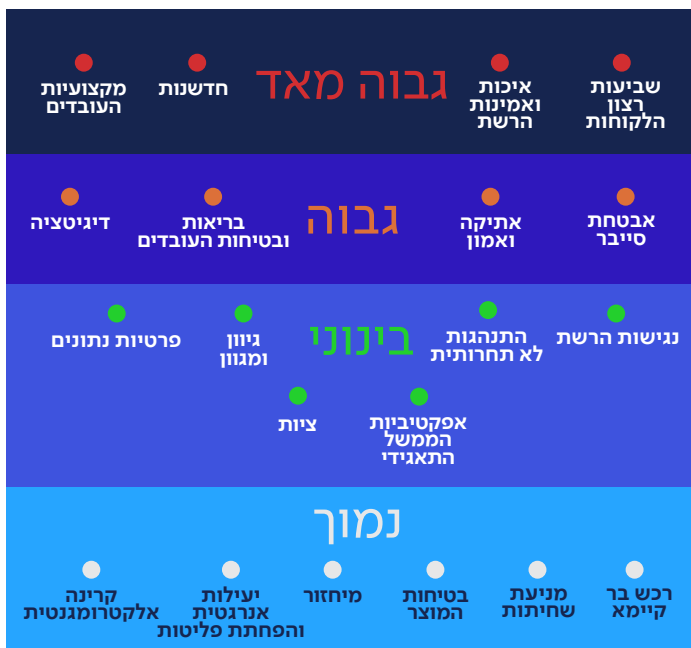 גבוה מאד
שביעות
רצון
הלקוחות
איכות
ואמינות
הרשת
חדשנות
מקצועיות
העובדים
גבוה
אבטחת
סייבר
אתיקה
ואמון
בריאות
ובטיחות העובדים
דיגיטציה
בינוני
נגישות הרשת
התנהגות
לא תחרותית
גיוון
ומגוון
פרטיות נתונים
אפקטיביות
הממשל
התאגידי
ציות
נמוך
רכש בר
קיימא
מניעת
שחיתות
בטיחות
המוצר
מיחזור
יעילות
אנרגטית
והפחתת פליטות
קרינה
אלקטרומגנטית